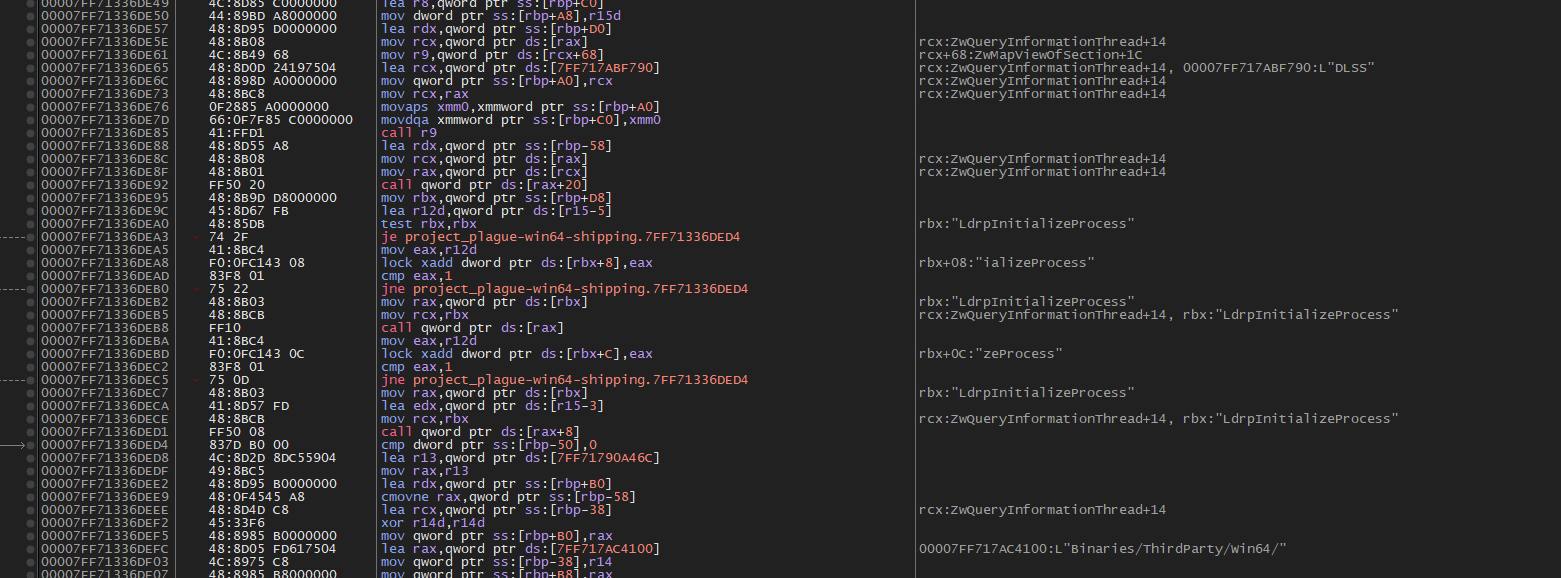 00007FF71336DE49 4C:8D85 C0000000 lea r8,qword ptr ss:[rbp+C0]
00007FF71336DE50 44:89BD A8000000 mov dword ptr ss:[rbp+A8],r15d
00007FF71336DE57 48:8D95 D0000000 lea rdx,qword ptr ss:[rbp+D0]
00007FF71336DE5E 48:8B08 mov rcx,qword ptr ds:[rax] rcx:ZwQueryInformationThread+14
00007FF71336DE61 4C:8B49 68 mov r9,qword ptr ds:[rcx+68] rcx+68:ZwMapViewOfSection+1C
00007FF71336DE65 48:8D0D 24197504 lea rcx,qword ptr ds:[7FF717ABF790] rcx:ZwQueryInformationThread+14, 00007FF717ABF790:L"DLSS"
00007FF71336DE6C 48:898D A0000000 mov qword ptr ss:[rbp+A0],rcx rcx:ZwQueryInformationThread+14
00007FF71336DE73 48:8BC8 mov rcx,rax rcx:ZwQueryInformationThread+14
00007FF71336DE76 0F2885 A0000000 movaps xmm0,xmmword ptr ss:[rbp+A0]
00007FF71336DE7D 66:0F7F85 C0000000 movdqa xmmword ptr ss:[rbp+C0],xmm0
00007FF71336DE85 41:FFD1 call r9
00007FF71336DE88 48:8D55 A8 lea rdx,qword ptr ss:[rbp-58]
00007FF71336DE8C 48:8B08 mov rcx,qword ptr ds:[rax] rcx:ZwQueryInformationThread+14
00007FF71336DE8F 48:8B01 mov rax,qword ptr ds:[rcx] rcx:ZwQueryInformationThread+14
00007FF71336DE92 FF50 20 call qword ptr ds:[rax+20]
00007FF71336DE95 48:8B9D D8000000 mov rbx,qword ptr ss:[rbp+D8]
00007FF71336DE9C 45:8D67 FB lea r12d,qword ptr ds:[r15-5]
00007FF71336DEA0 48:85DB test rbx,rbx rbx:"LdrpInitializeProcess"
00007FF71336DEA3 74 2F je project_plague-win64-shipping.7FF71336DED4
00007FF71336DEA5 41:8BC4 mov eax,r12d
00007FF71336DEA8 F0:0FC143 08 lock xadd dword ptr ds:[rbx+8],eax rbx+08:"ializeProcess"
00007FF71336DEAD 83F8 01 cmp eax,1
00007FF71336DEB0 75 22 jne project_plague-win64-shipping.7FF71336DED4
00007FF71336DEB2 48:8B03 mov rax,qword ptr ds:[rbx] rbx:"LdrpInitializeProcess"
00007FF71336DEB5 48:8BCB mov rcx,rbx rcx:ZwQueryInformationThread+14, rbx:"LdrpInitializeProcess"
00007FF71336DEB8 FF10 call qword ptr ds:[rax]
00007FF71336DEBA 41:8BC4 mov eax,r12d
00007FF71336DEBD F0:0FC143 0C lock xadd dword ptr ds:[rbx+C],eax rbx+0C:"zeProcess"
00007FF71336DEC2 83F8 01 cmp eax,1
00007FF71336DEC5 75 0D jne project_plague-win64-shipping.7FF71336DED4
00007FF71336DEC7 48:8B03 mov rax,qword ptr ds:[rbx] rbx:"LdrpInitializeProcess"
00007FF71336DECA 41:8D57 FD lea edx,qword ptr ds:[r15-3]
00007FF71336DECE 48:8BCB mov rcx,rbx rcx:ZwQueryInformationThread+14, rbx:"LdrpInitializeProcess"
00007FF71336DED1 FF50 08 call qword ptr ds:[rax+8]
00007FF71336DED4 837D B0 00 cmp dword ptr ss:[rbp-50],0
00007FF71336DED8 4C:8D2D 8DC55904 lea r13,qword ptr ds:[7FF71790A46C]
00007FF71336DEDF 49:8BC5 mov rax,r13
00007FF71336DEE2 48:8D95 B0000000 lea rdx,qword ptr ss:[rbp+B0]
00007FF71336DEE9 48:0F4545 A8 cmovne rax,qword ptr ss:[rbp-58]
00007FF71336DEEE 48:8D4D C8 lea rcx,qword ptr ss:[rbp-38] rcx:ZwQueryInformationThread+14
00007FF71336DEF2 45:33F6 xor r14d,r14d
00007FF71336DEF5 48:8985 B0000000 mov qword ptr ss:[rbp+B0],rax
00007FF71336DEFC 48:8D05 FD617504 lea rax,qword ptr ds:[7FF717AC4100] 00007FF717AC4100:L"Binaries/ThirdParty/Win64/"
00007FF71336DF03 4C:8975 C8 mov qword ptr ss:[rbp-38],r14
00007FF71336DF07 48:8985 B8000000 mov qword ptr ss:[rbp+B8],rax